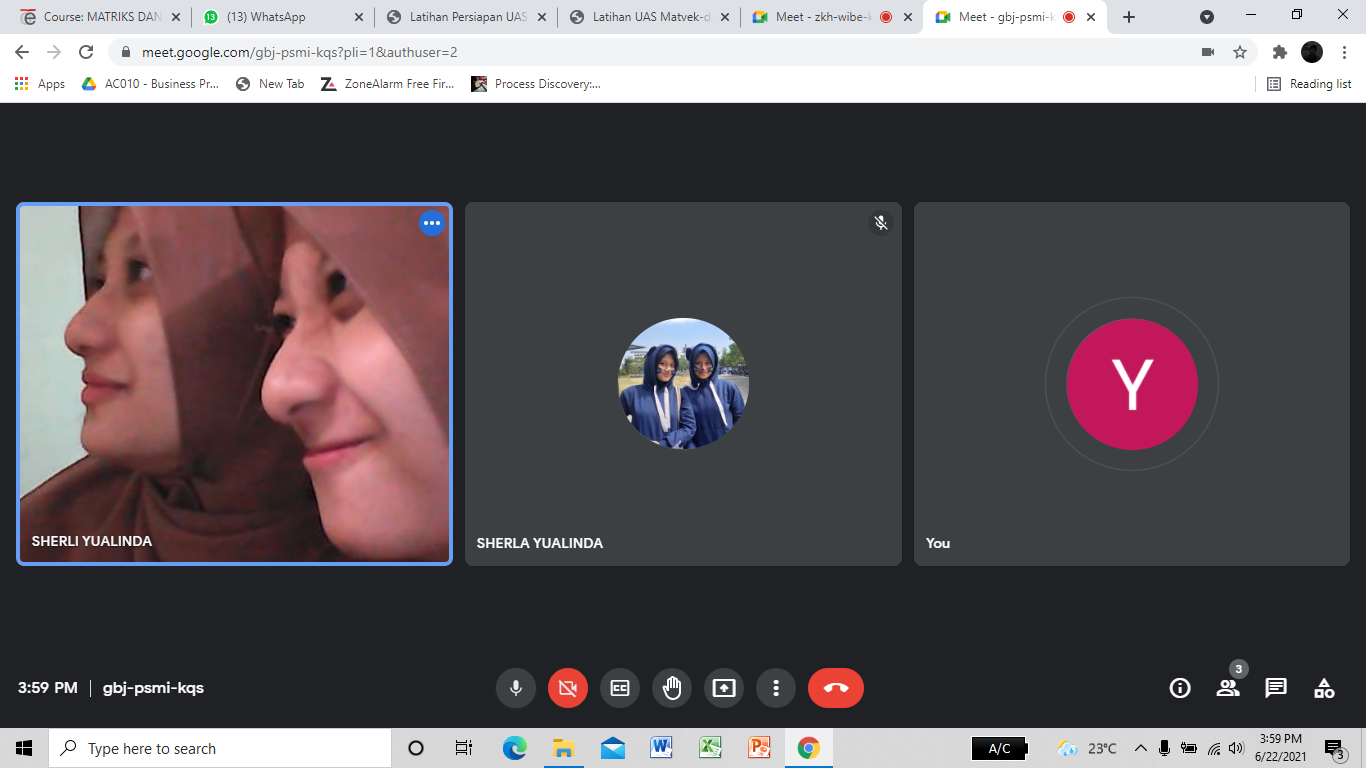 Course: MATRIKS DAN
(13) WhatsApp
Latihan Persiapan UAS
Latihan UAS Matvek-d
Meet - zkh-wibe-k
Meet - gbj-psmi-k
meet.google.com/gbj-psmi-kqs?pli=1&authuser=2
Apps
AC010 - Business Pr...
New Tab
ZoneAlarm Free Fir...
Process Discovery:...
Reading list
SHERLI YUALINDA
SHERLA YUALINDA
Y
You
3:59 PM | gbj-psmi-kqs
3
Type here to search
A/C
23°C
3:59 PM
6/22/2021
3